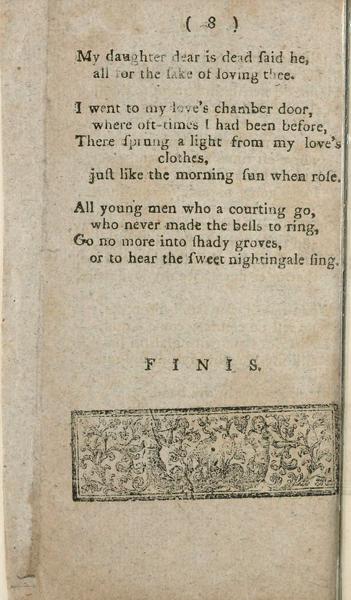 ( 8 )
My daughter dear is dead ſaid he,
all for the ſake of loving thee.
I went to my love's chamber door,
where oft-times I had been before,
There ſprung a light from my love's
clothes,
juſt like the morning ſun when roſe.
All young men who a courting go,
who never made the bells to ring,
Go no more into ſhady groves,
or to hear the ſweet nightingale ſing.
F I N I S.